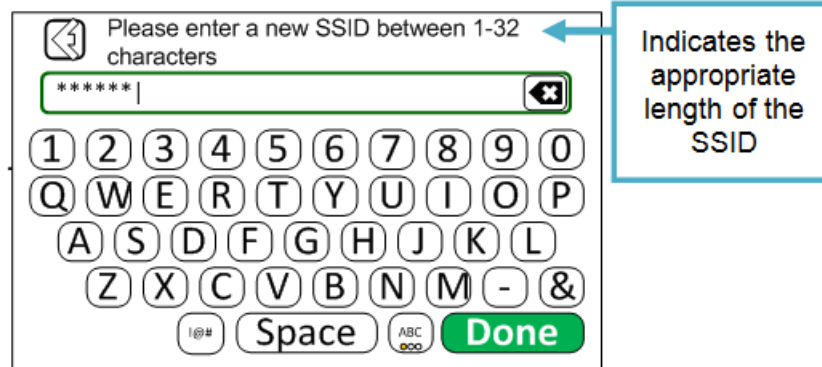 Please enter a new SSID between 1-32
characters
******|
1 2 3 4 5 6 7 8 9 0
Q W E R T Y U I O P
A S D F G H J K L
Z X C V B N M - &
!@# Space ABC Done
Indicates the
appropriate
length of the
SSID